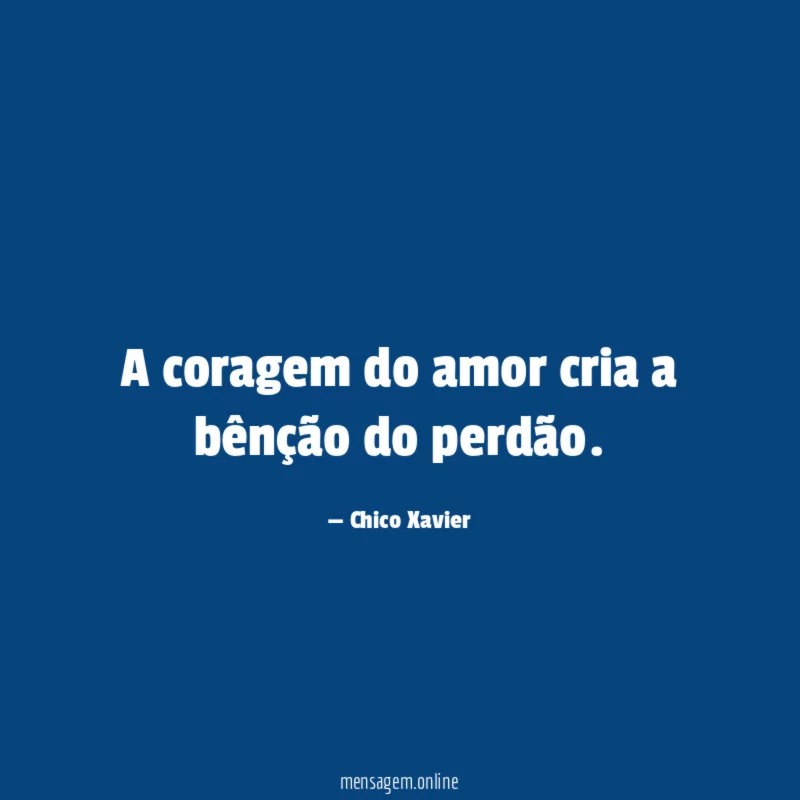 A coragem do amor cria a
bênção do perdão.
— Chico Xavier
mensagem.online